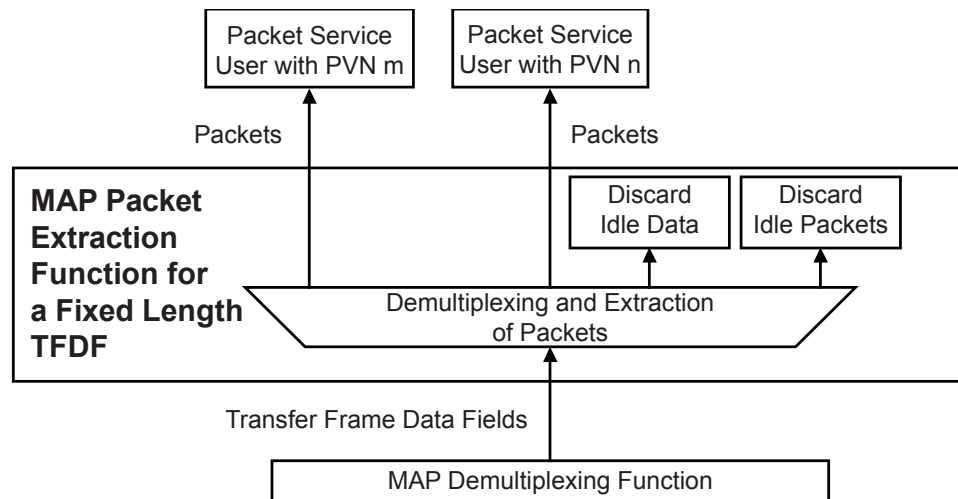 Packet Service
User with PVN m
Packet Service
User with PVN n
Packets
Packets
MAP Packet
Extraction
Function for
a Fixed Length
TFDF
Discard
Idle Data
Discard
Idle Packets
Demultiplexing and Extraction
of Packets
Transfer Frame Data Fields
MAP Demultiplexing Function